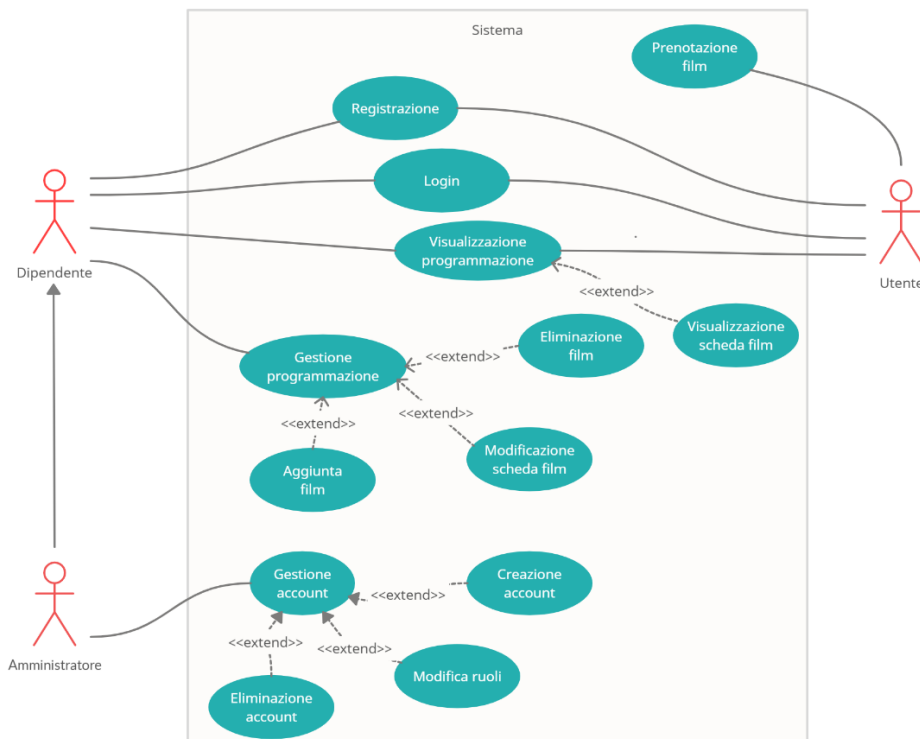 Sistema
Prenotazione
film
Registrazione
Login
Visualizzazione
programmazione
Dipendente
Utente
<<extend>>
Visualizzazione
scheda film
Eliminazione
film
<<extend>>
Gestione
programmazione
<<extend>>
<<extend>>
Modificazione
scheda film
Aggiunta
film
Gestione
account
Creazione
account
<<extend>>
<<extend>>
<<extend>>
Amministratore
Modifica ruoli
Eliminazione
account